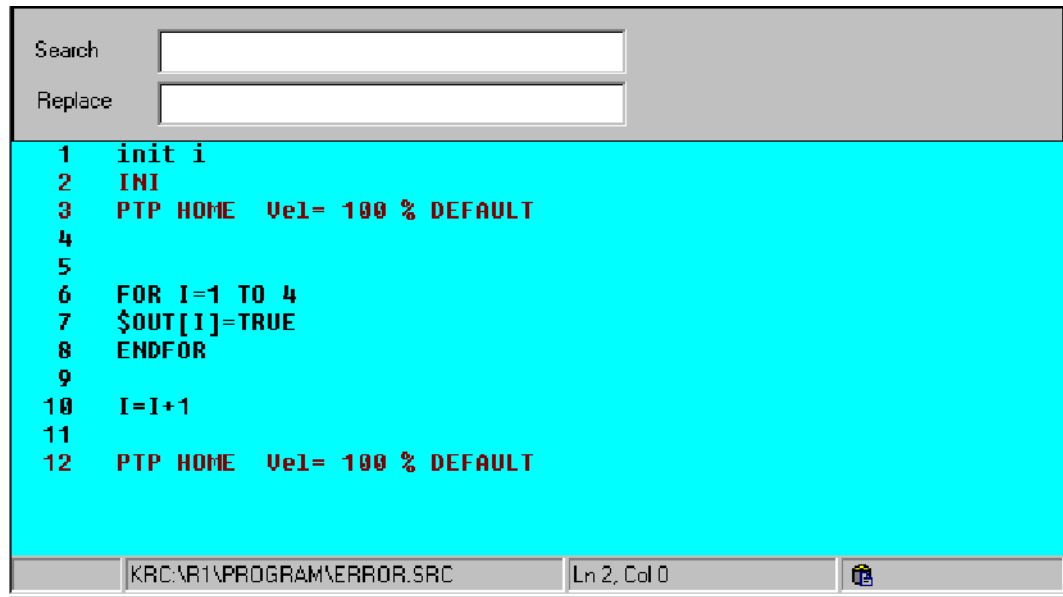 Search
Replace
1 init i
2 INI
3 PTP HOME  Vel= 100 % DEFAULT
4
5
6 FOR I=1 TO 4
7 $OUT[I]=TRUE
8 ENDFOR
9
10 I=I+1
11
12 PTP HOME  Vel= 100 % DEFAULT
KRC:\R1\PROGRAM\ERROR.SRC Ln 2, Col 0